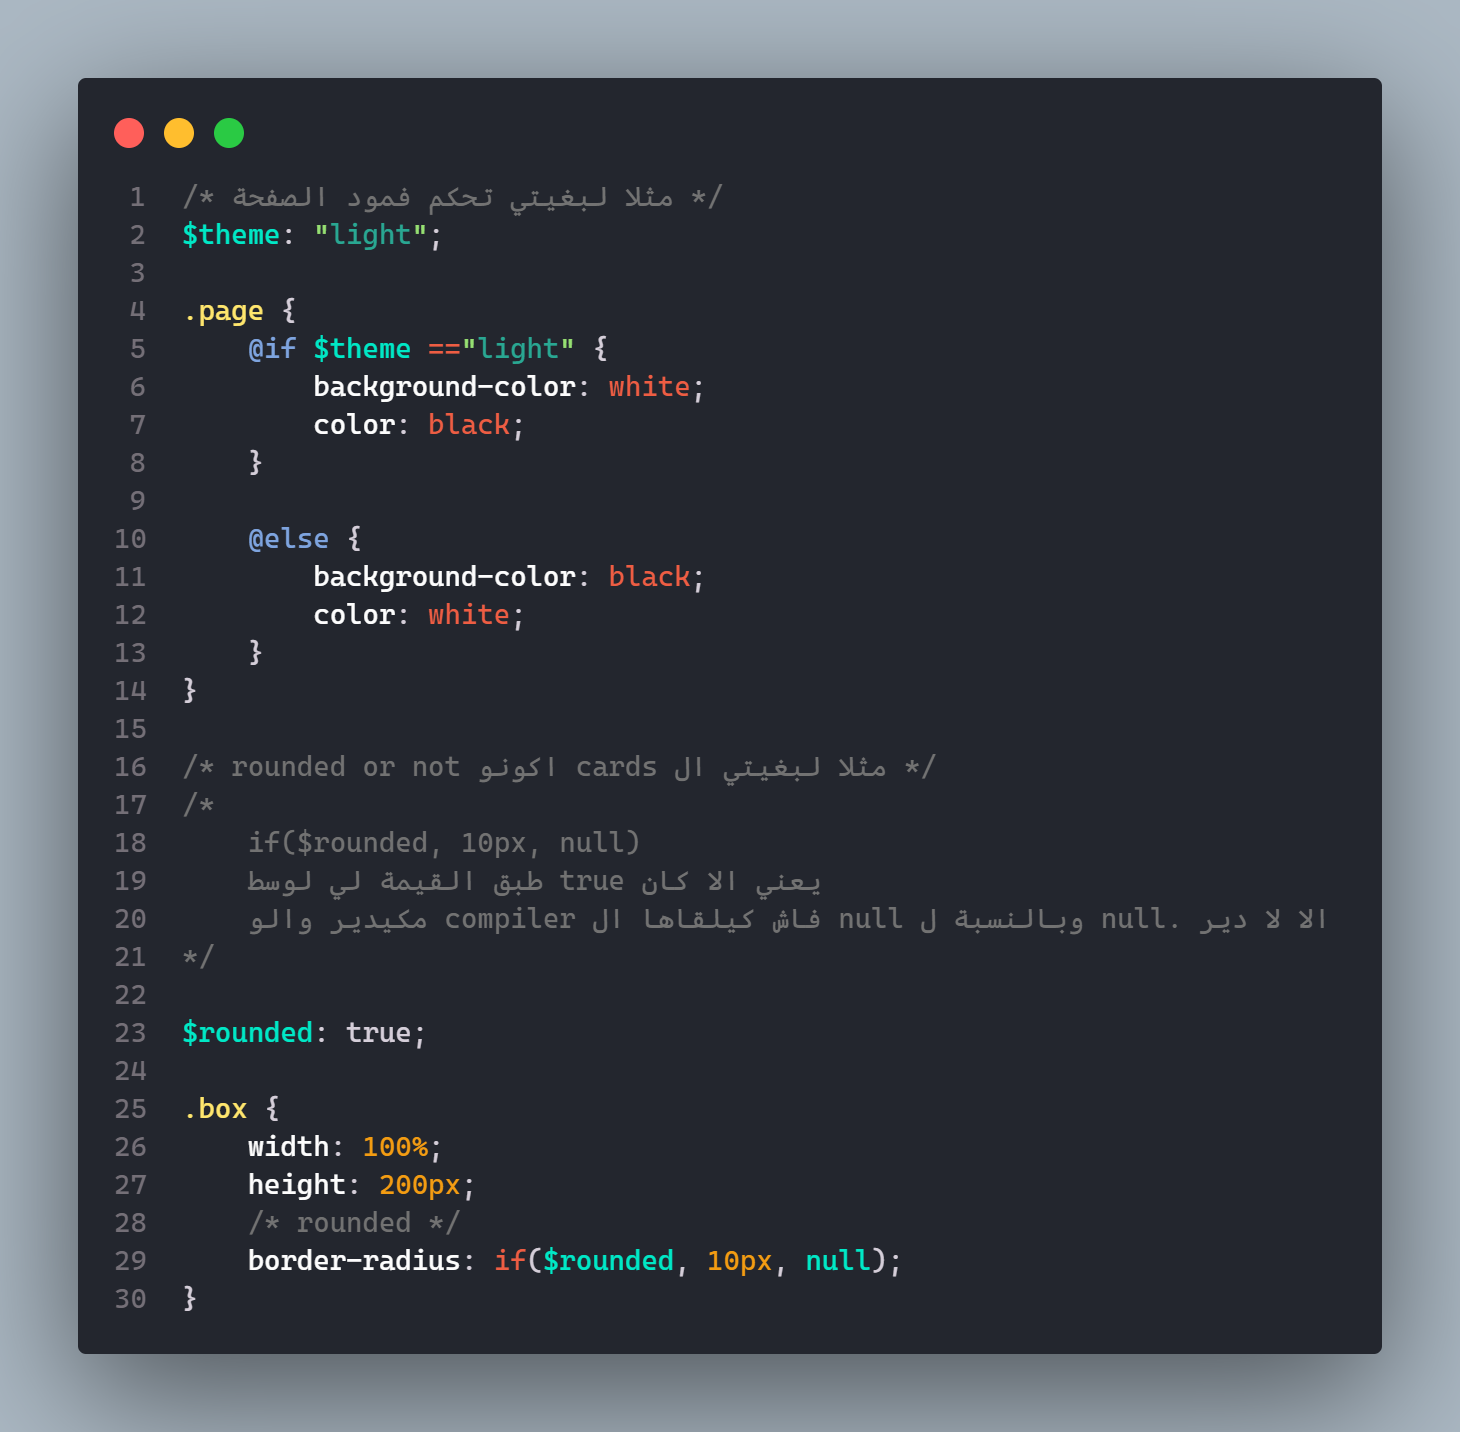 1 /* مثلا لبغيتي تحكم فمود الصفحة */
2 $theme: "light";
3
4 .page {
5     @if $theme =="light" {
6         background-color: white;
7         color: black;
8     }
9
10     @else {
11         background-color: black;
12         color: white;
13     }
14 }
15
16 /* مثلا لبغيتي ال cards اكونو rounded or not */
17 /*
18     if($rounded, 10px, null)
19     يعني الا كان true طبق القيمة لي لوسط
20     الا لا دير .null وبالنسبة ل null فاش كيلقاها ال compiler مكيدير والو
21 */
22
23 $rounded: true;
24
25 .box {
26     width: 100%;
27     height: 200px;
28     /* rounded */
29     border-radius: if($rounded, 10px, null);
30 }